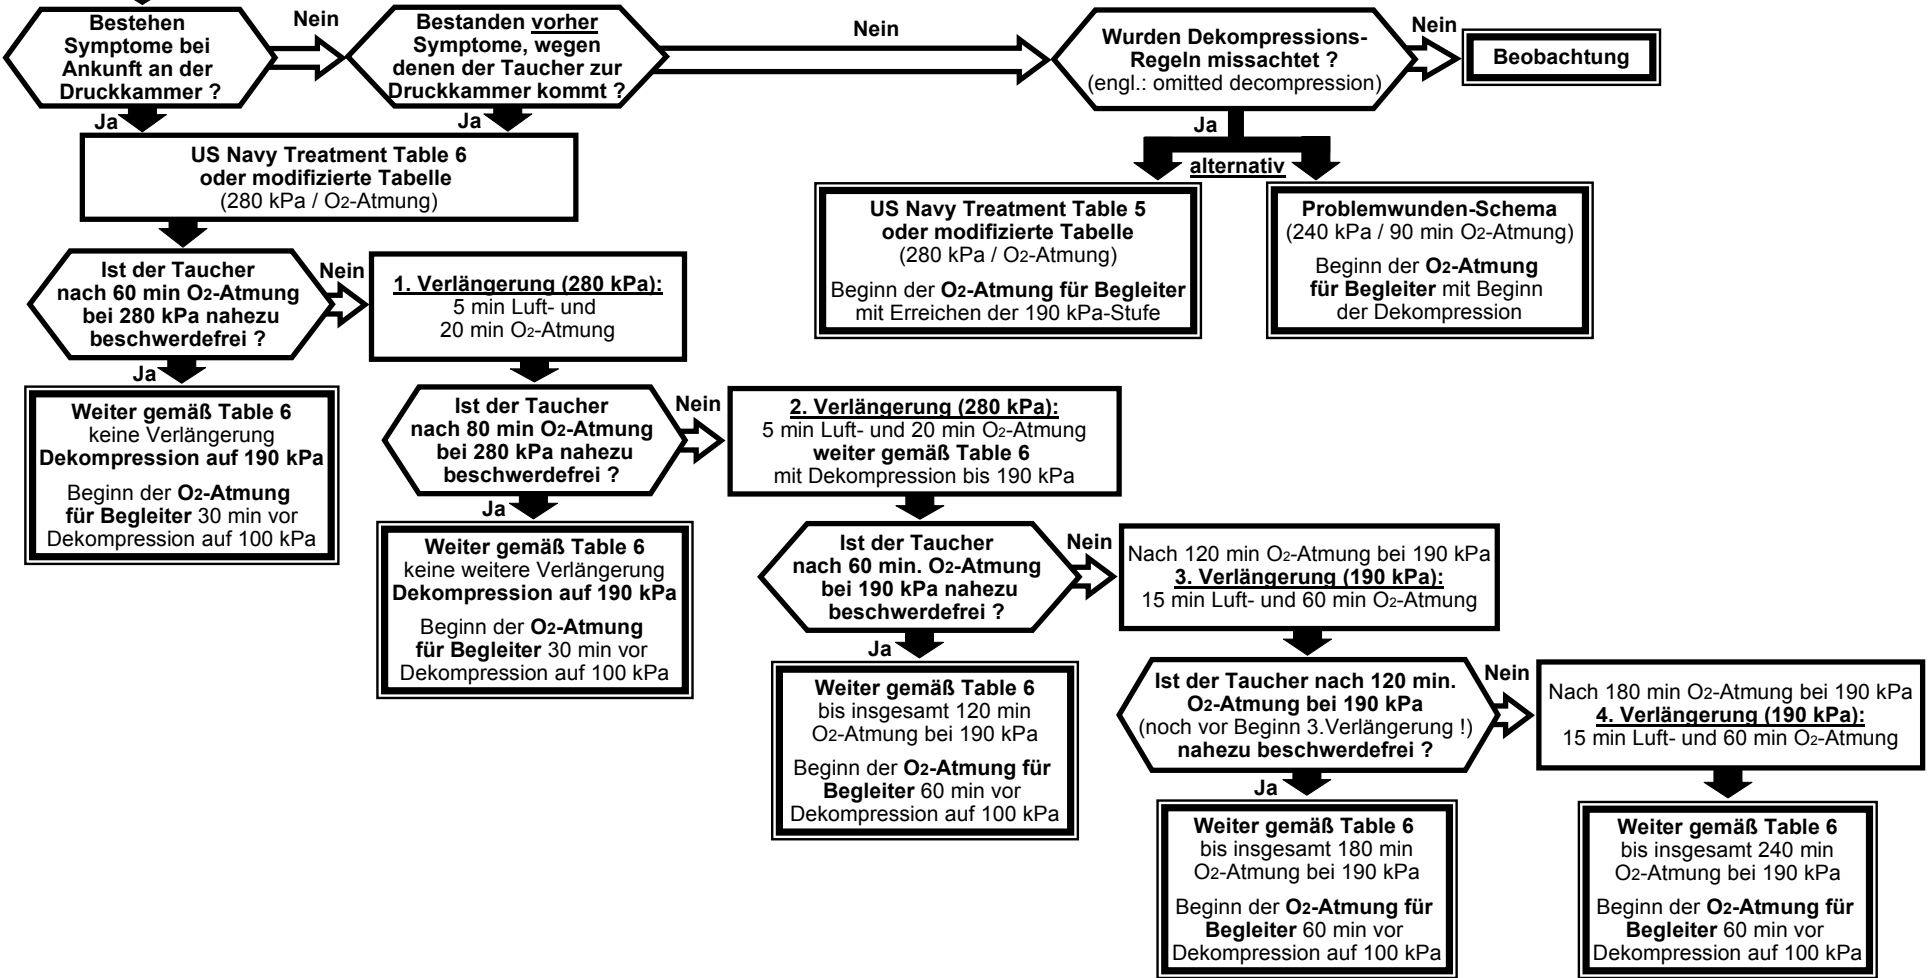 Bestehen
Symptome bei
Ankunft an der
Druckkammer ?
Nein
Bestanden vorher
Symptome, wegen
denen der Taucher zur
Druckkammer kommt ?
Nein
Wurden Dekompressions-
Regeln missachtet ?
(engl.: omitted decompression)
Nein
Beobachtung
Ja
Ja
Ja
alternativ
US Navy Treatment Table 6
oder modifizierte Tabelle
(280 kPa / O2-Atmung)
US Navy Treatment Table 5
oder modifizierte Tabelle
(280 kPa / O2-Atmung)
Beginn der O2-Atmung für Begleiter
mit Erreichen der 190 kPa-Stufe
Problemwunden-Schema
(240 kPa / 90 min O2-Atmung)
Beginn der O2-Atmung
für Begleiter mit Beginn
der Dekompression
Ist der Taucher
nach 60 min O2-Atmung
bei 280 kPa nahezu
beschwerdefrei ?
Nein
1. Verlängerung (280 kPa):
5 min Luft- und
20 min O2-Atmung
Ja
Weiter gemäß Table 6
keine Verlängerung
Dekompression auf 190 kPa
Beginn der O2-Atmung
für Begleiter 30 min vor
Dekompression auf 100 kPa
Ist der Taucher
nach 80 min O2-Atmung
bei 280 kPa nahezu
beschwerdefrei ?
Nein
2. Verlängerung (280 kPa):
5 min Luft- und 20 min O2-Atmung
weiter gemäß Table 6
mit Dekompression bis 190 kPa
Ja
Weiter gemäß Table 6
keine weitere Verlängerung
Dekompression auf 190 kPa
Beginn der O2-Atmung
für Begleiter 30 min vor
Dekompression auf 100 kPa
Ist der Taucher
nach 60 min. O2-Atmung
bei 190 kPa nahezu
beschwerdefrei ?
Nein
Nach 120 min O2-Atmung bei 190 kPa
3. Verlängerung (190 kPa):
15 min Luft- und 60 min O2-Atmung
Ja
Weiter gemäß Table 6
bis insgesamt 120 min
O2-Atmung bei 190 kPa
Beginn der O2-Atmung für
Begleiter 60 min vor
Dekompression auf 100 kPa
Ist der Taucher nach 120 min.
O2-Atmung bei 190 kPa
(noch vor Beginn 3.Verlängerung !)
nahezu beschwerdefrei ?
Nein
Nach 180 min O2-Atmung bei 190 kPa
4. Verlängerung (190 kPa):
15 min Luft- und 60 min O2-Atmung
Ja
Weiter gemäß Table 6
bis insgesamt 180 min
O2-Atmung bei 190 kPa
Beginn der O2-Atmung für
Begleiter 60 min vor
Dekompression auf 100 kPa
Weiter gemäß Table 6
bis insgesamt 240 min
O2-Atmung bei 190 kPa
Beginn der O2-Atmung für
Begleiter 60 min vor
Dekompression auf 100 kPa